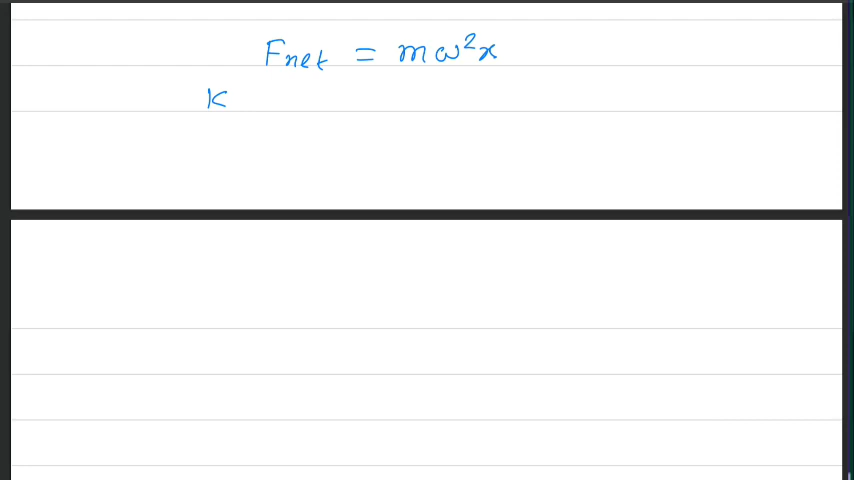 Fnet = mω²x
K